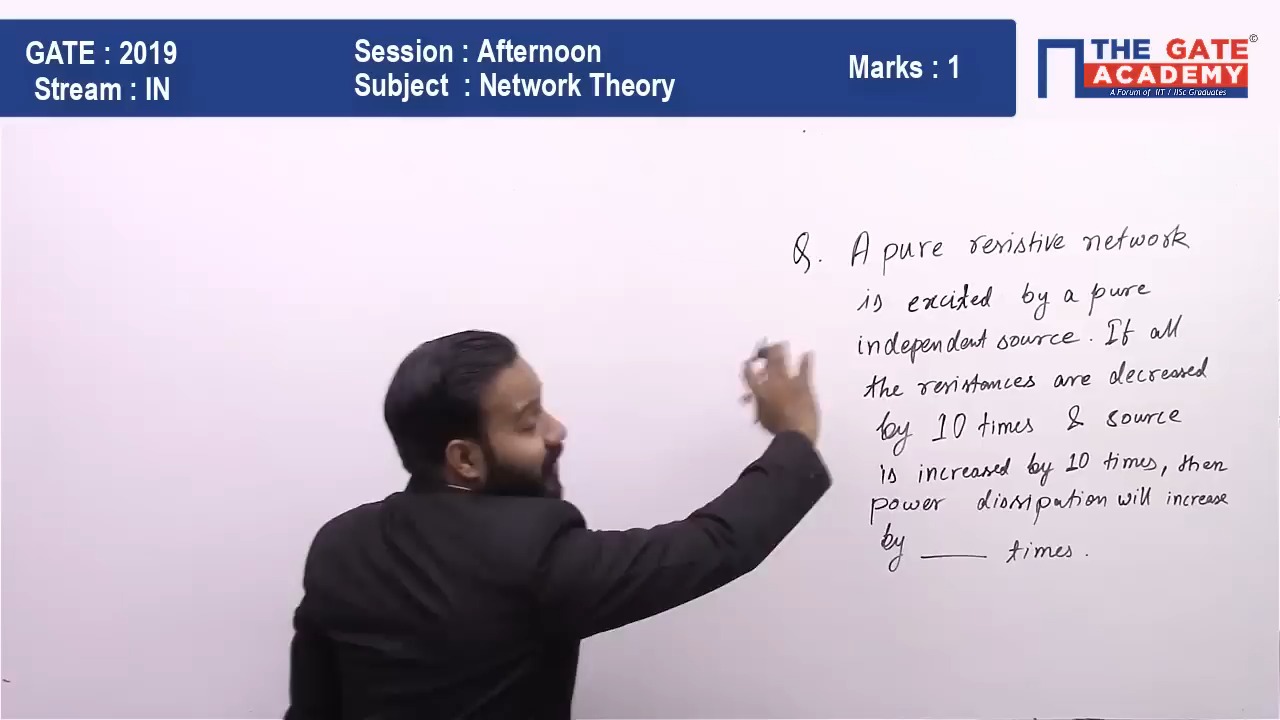 GATE : 2019
Stream : IN
Session : Afternoon
Subject : Network Theory
Marks : 1
THE GATE
ACADEMY
©
A Forum of IIT / IISc Graduates
Q. A pure resistive network
is excited by a pure
independent source. If all
the resistances are decreased
by 10 times & source
is increased by 10 times, then
power dissipation will increase
by ____ times.